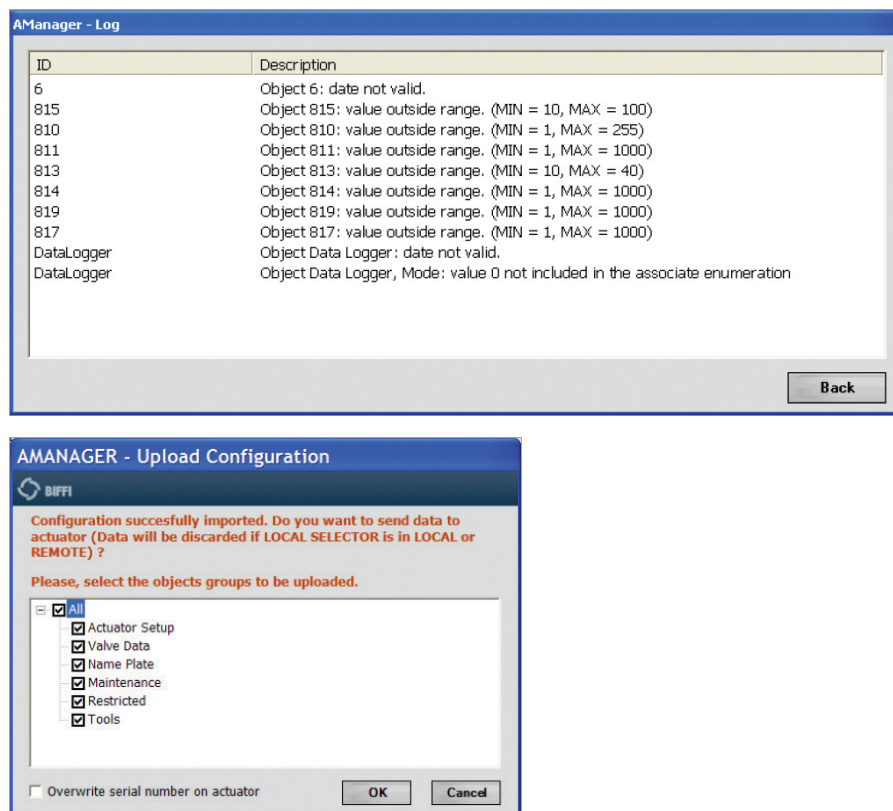 AManager - Log
ID Description
6 Object 6: date not valid.
815 Object 815: value outside range. (MIN = 10, MAX = 100)
810 Object 810: value outside range. (MIN = 1, MAX = 255)
811 Object 811: value outside range. (MIN = 1, MAX = 1000)
813 Object 813: value outside range. (MIN = 10, MAX = 40)
814 Object 814: value outside range. (MIN = 1, MAX = 1000)
819 Object 819: value outside range. (MIN = 1, MAX = 1000)
817 Object 817: value outside range. (MIN = 1, MAX = 1000)
DataLogger Object Data Logger: date not valid.
DataLogger Object Data Logger, Mode: value 0 not included in the associate enumeration
Back
AMANAGER - Upload Configuration
BIFFI
Configuration succesfully imported. Do you want to send data to
actuator (Data will be discarded if LOCAL SELECTOR is in LOCAL or
REMOTE) ?
Please, select the objects groups to be uploaded.
All
Actuator Setup
Valve Data
Name Plate
Maintenance
Restricted
Tools
Overwrite serial number on actuator OK Cancel